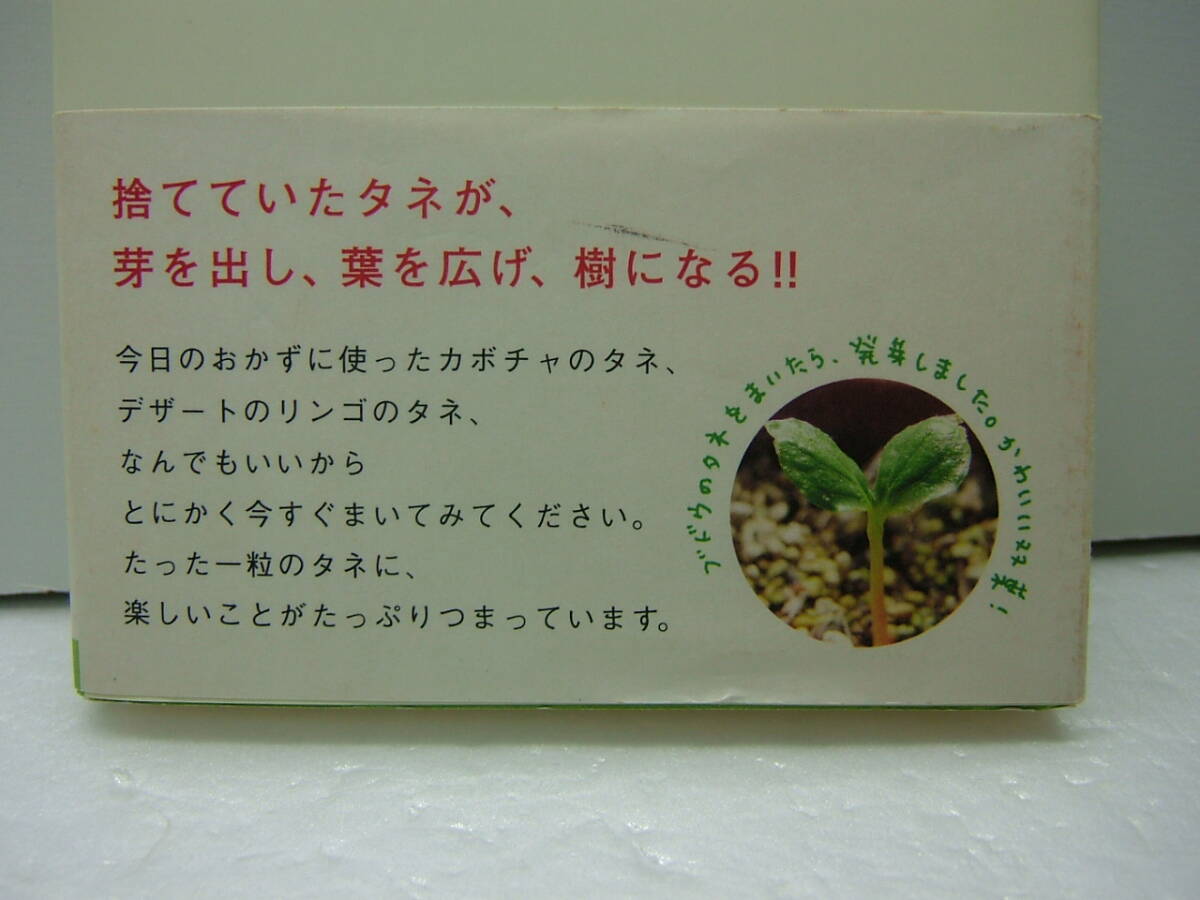 捨てていたタネが、
芽を出し、葉を広げ、樹になる!!
今日のおかずに使ったカボチャのタネ、
デザートのリンゴのタネ、
なんでもいいから
とにかく今すぐまいてみてください。
たった一粒のタネに、
楽しいことがたっぷりつまっています。
ブドウのタネをまいたら、発芽しました。かわいい双葉!